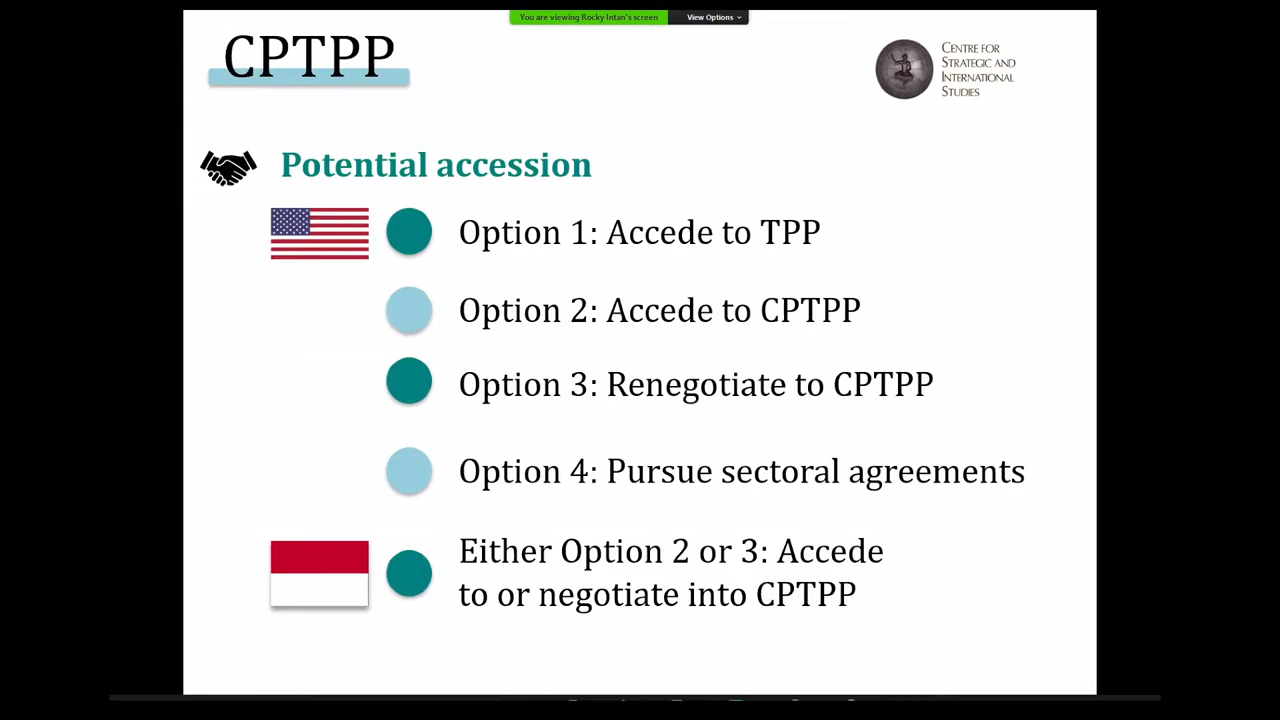 You are viewing Rocky Intan's screen View Options
CPTPP
CENTRE FOR
STRATEGIC AND
INTERNATIONAL
STUDIES
Potential accession
Option 1: Accede to TPP
Option 2: Accede to CPTPP
Option 3: Renegotiate to CPTPP
Option 4: Pursue sectoral agreements
Either Option 2 or 3: Accede
to or negotiate into CPTPP